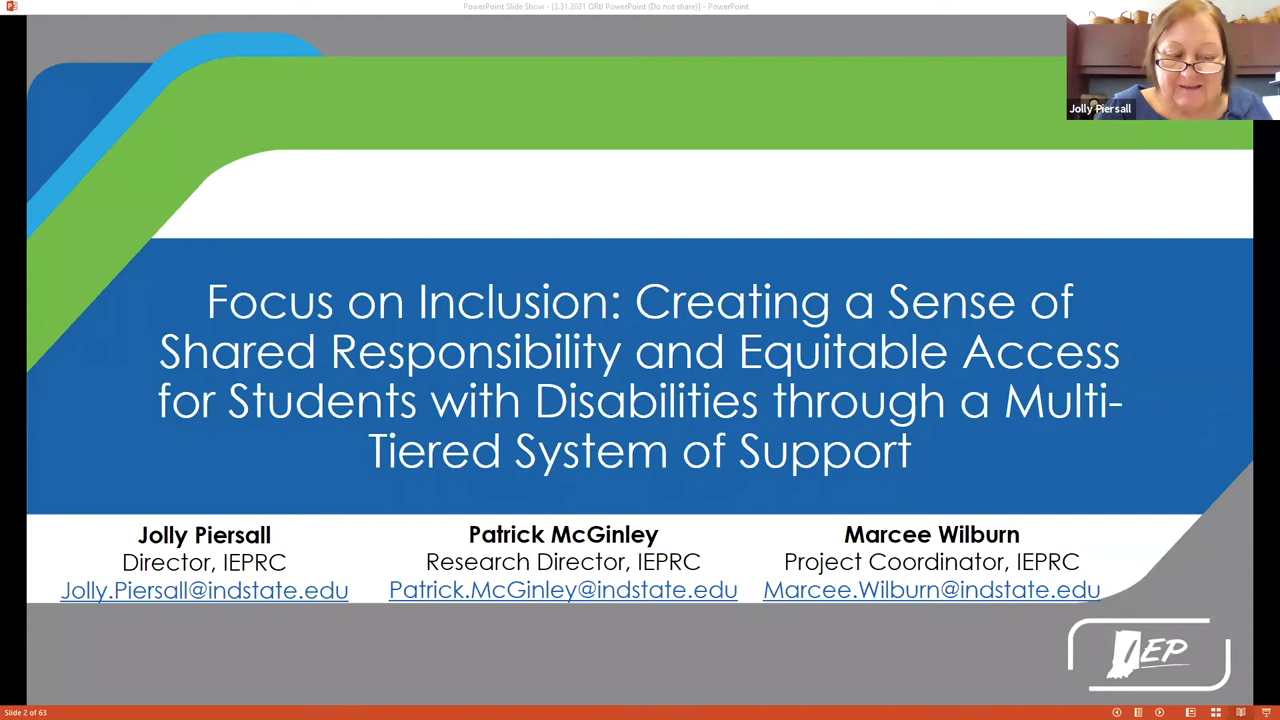 PowerPoint Slide Show - [3.31.2021 QRtI PowerPoint (Do not share)] - PowerPoint
Jolly Piersall
Focus on Inclusion: Creating a Sense of
Shared Responsibility and Equitable Access
for Students with Disabilities through a Multi-
Tiered System of Support
Jolly Piersall
Director, IEPRC
Jolly.Piersall@indstate.edu
Patrick McGinley
Research Director, IEPRC
Patrick.McGinley@indstate.edu
Marcee Wilburn
Project Coordinator, IEPRC
Marcee.Wilburn@indstate.edu
IEP
Slide 2 of 63